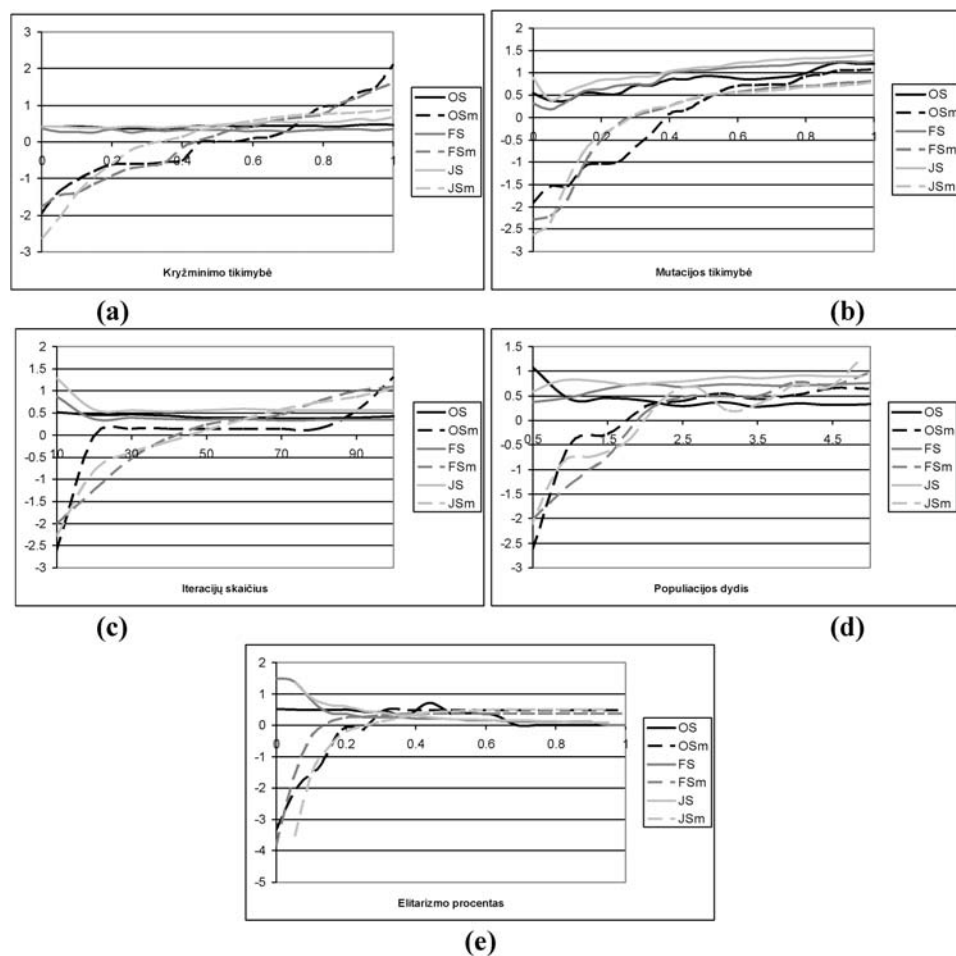 3
2
1
0
-1
-2
-3
0 0.2 0.4 0.6 0.8 1
Kryžminimo tikimybė
OS
OSm
FS
FSm
JS
JSm
(a)
2
1.5
1
0.5
0
-0.5
-1
-1.5
-2
-2.5
-3
0 0.2 0.4 0.6 0.8 1
Mutacijos tikimybė
OS
OSm
FS
FSm
JS
JSm
(b)
2
1.5
1
0.5
0
-0.5
-1
-1.5
-2
-2.5
-3
10 30 50 70 90
Iteracijų skaičius
OS
OSm
FS
FSm
JS
JSm
(c)
1.5
1
0.5
0
-0.5
-1
-1.5
-2
-2.5
-3
0.5 1.5 2.5 3.5 4.5
Populiacijos dydis
OS
OSm
FS
FSm
JS
JSm
(d)
2
1
0
-1
-2
-3
-4
-5
0 0.2 0.4 0.6 0.8 1
Elitarizmo procentas
OS
OSm
FS
FSm
JS
JSm
(e)